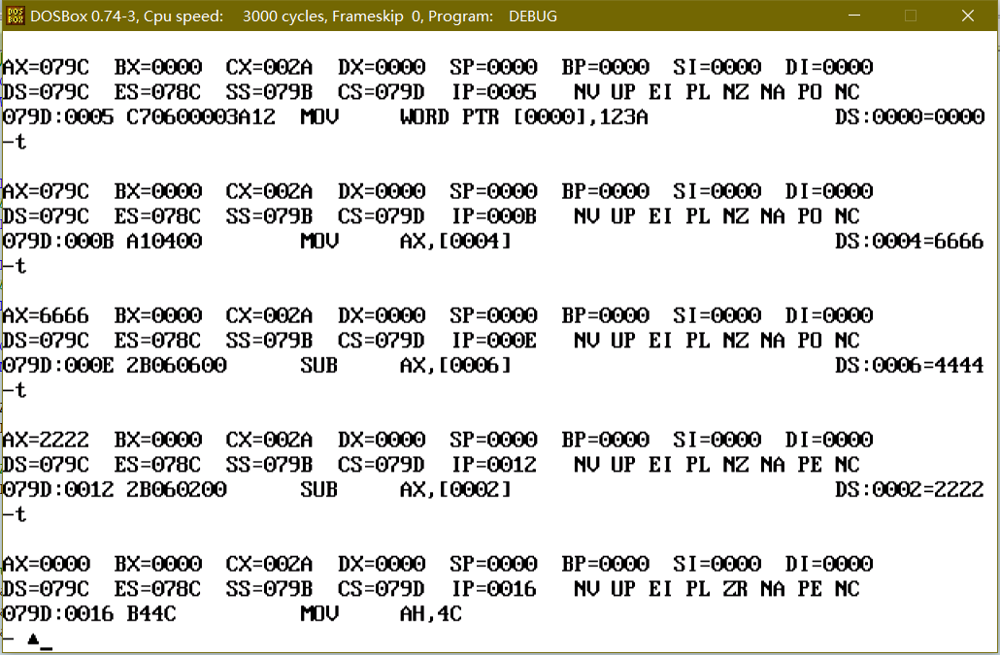 DOSBox 0.74-3, Cpu speed: 3000 cycles, Frameskip 0, Program: DEBUG
AX=079C BX=0000 CX=002A DX=0000 SP=0000 BP=0000 SI=0000 DI=0000
DS=079C ES=078C SS=079B CS=079D IP=0005 NV UP EI PL NZ NA PO NC
079D:0005 C70600003A12 MOV WORD PTR [0000],123A DS:0000=0000
-t
AX=079C BX=0000 CX=002A DX=0000 SP=0000 BP=0000 SI=0000 DI=0000
DS=079C ES=078C SS=079B CS=079D IP=000B NV UP EI PL NZ NA PO NC
079D:000B A10400 MOV AX,[0004] DS:0004=6666
-t
AX=6666 BX=0000 CX=002A DX=0000 SP=0000 BP=0000 SI=0000 DI=0000
DS=079C ES=078C SS=079B CS=079D IP=000E NV UP EI PL NZ NA PO NC
079D:000E 2B060600 SUB AX,[0006] DS:0006=4444
-t
AX=2222 BX=0000 CX=002A DX=0000 SP=0000 BP=0000 SI=0000 DI=0000
DS=079C ES=078C SS=079B CS=079D IP=0012 NV UP EI PL NZ NA PE NC
079D:0012 2B060200 SUB AX,[0002] DS:0002=2222
-t
AX=0000 BX=0000 CX=002A DX=0000 SP=0000 BP=0000 SI=0000 DI=0000
DS=079C ES=078C SS=079B CS=079D IP=0016 NV UP EI PL ZR NA PE NC
079D:0016 B44C MOV AH,4C
- ▲_